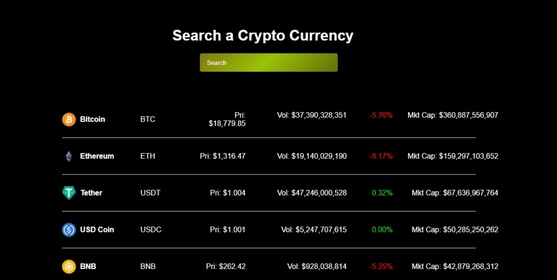 Search a Crypto Currency
Search
Bitcoin BTC Pri: $18,779.85 Vol: $37,390,328,351 -5.76% Mkt Cap: $360,887,556,907
Ethereum ETH Pri: $1,316.47 Vol: $19,140,029,190 -8.17% Mkt Cap: $159,297,103,652
Tether USDT Pri: $1.004 Vol: $47,246,000,528 0.32% Mkt Cap: $67,636,967,764
USD Coin USDC Pri: $1.001 Vol: $5,247,707,615 0.00% Mkt Cap: $50,285,250,262
BNB BNB Pri: $262.42 Vol: $928,038,814 -5.25% Mkt Cap: $42,879,268,312